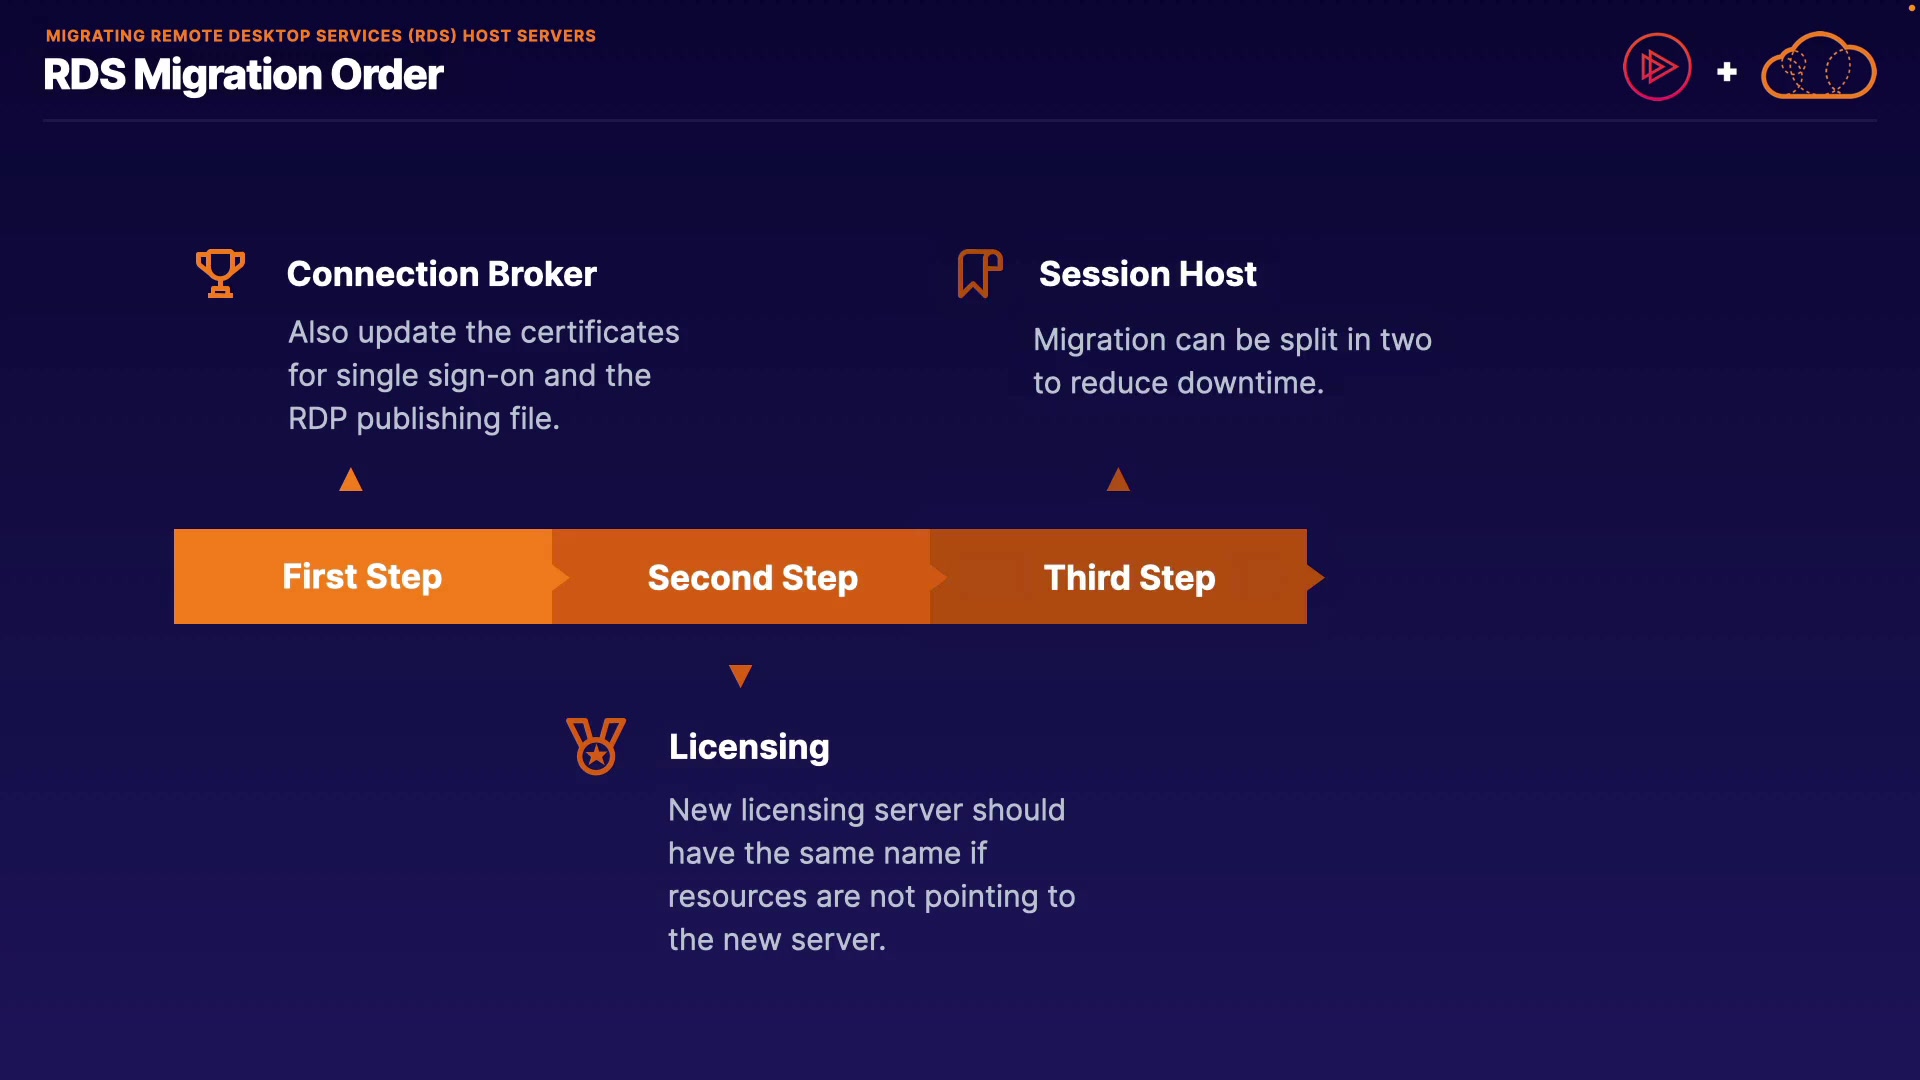 MIGRATING REMOTE DESKTOP SERVICES (RDS) HOST SERVERS
RDS Migration Order
Connection Broker
Also update the certificates
for single sign-on and the
RDP publishing file.
Session Host
Migration can be split in two
to reduce downtime.
First Step
Second Step
Third Step
Licensing
New licensing server should
have the same name if
resources are not pointing to
the new server.